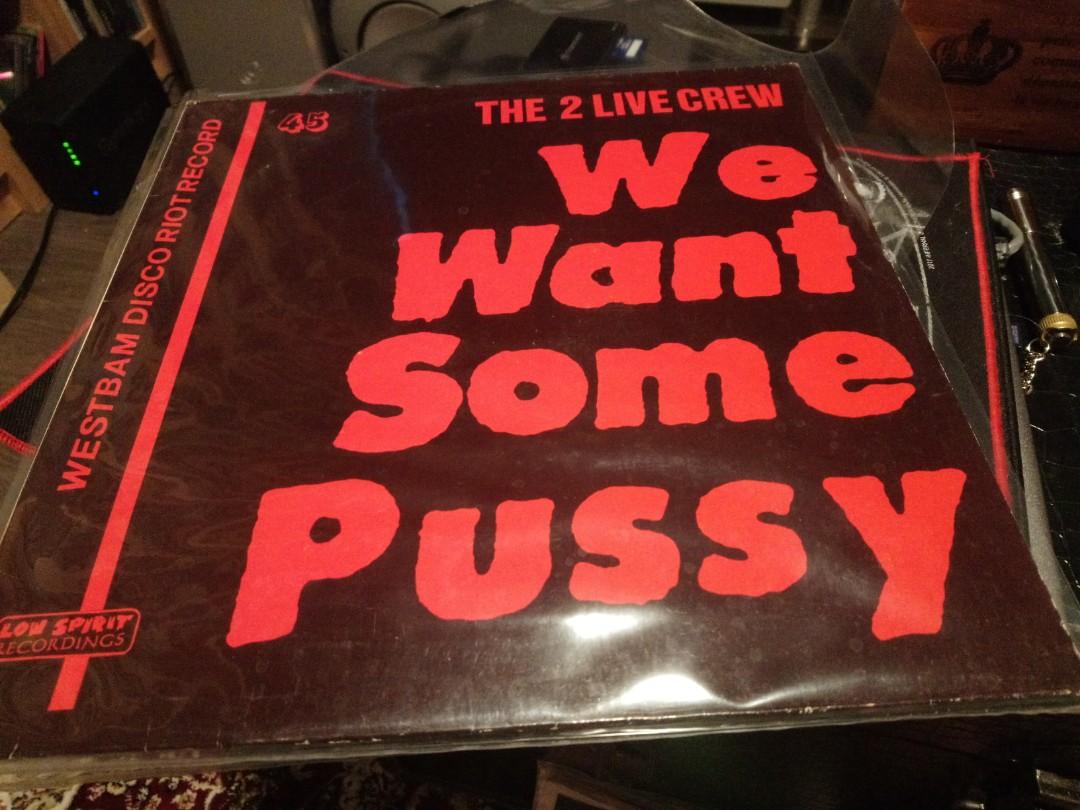 THE 2 LIVE CREW
45
We
Want
Some
Pussy
WESTBAM DISCO RIOT RECORD
LOW SPIRIT
RECORDINGS